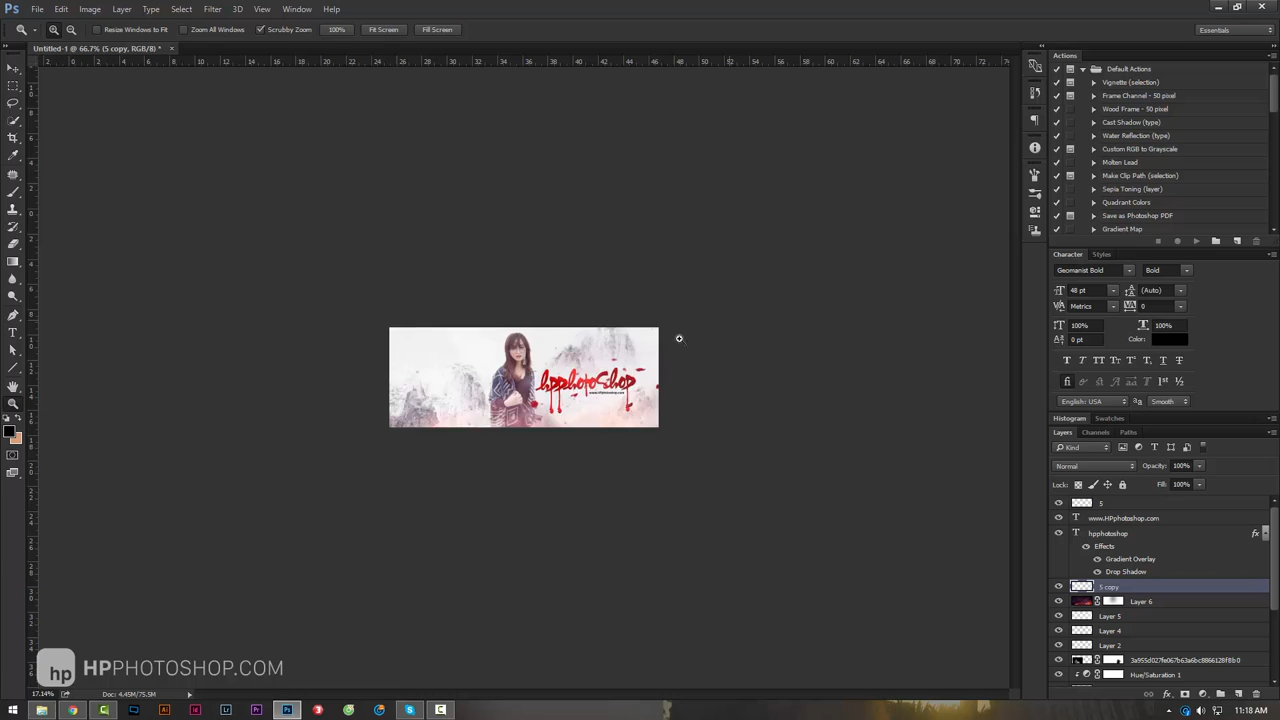 Ps File Edit Image Layer Type Select Filter 3D View Window Help
Resize Windows to Fit Zoom All Windows Scrubby Zoom 100% Fit Screen Fill Screen Essentials
Untitled-1 @ 66.7% (5 copy, RGB/8) * ×
Actions
Default Actions
Vignette (selection)
Frame Channel - 50 pixel
Wood Frame - 50 pixel
Cast Shadow (type)
Water Reflection (type)
Custom RGB to Grayscale
Molten Lead
Make Clip Path (selection)
Sepia Toning (layer)
Quadrant Colors
Save as Photoshop PDF
Gradient Map
Character Styles
Geomanist Bold Bold
48 pt (Auto)
Metrics 0
100% 100%
0 pt Color:
English: USA Smooth
Histogram Swatches
Layers Channels Paths
Kind
Normal Opacity: 100%
Lock: Fill: 100%
5
www.HPphotoshop.com
hpphotoshop fx
Effects
Gradient Overlay
Drop Shadow
5 copy
Layer 6
Layer 5
Layer 4
Layer 2
Hue/Saturation 1
hpphotoShop
www.HPphotoshop.com
hp HPPHOTOSHOP.COM
17.14% Doc: 4.45M/75.5M
11:18 AM